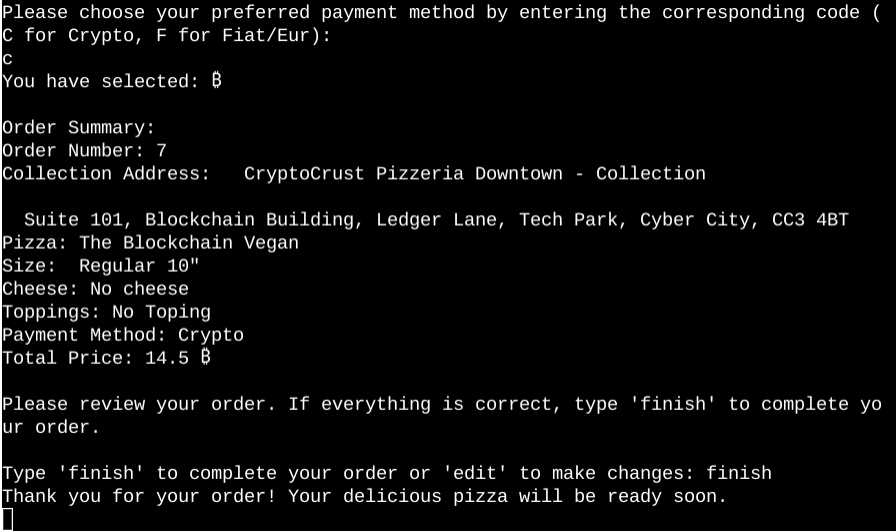 Please choose your preferred payment method by entering the corresponding code (
C for Crypto, F for Fiat/Eur):
c
You have selected: ₿
Order Summary:
Order Number: 7
Collection Address:   CryptoCrust Pizzeria Downtown - Collection
  Suite 101, Blockchain Building, Ledger Lane, Tech Park, Cyber City, CC3 4BT
Pizza: The Blockchain Vegan
Size:  Regular 10"
Cheese: No cheese
Toppings: No Toping
Payment Method: Crypto
Total Price: 14.5 ₿
Please review your order. If everything is correct, type 'finish' to complete yo
ur order.
Type 'finish' to complete your order or 'edit' to make changes: finish
Thank you for your order! Your delicious pizza will be ready soon.